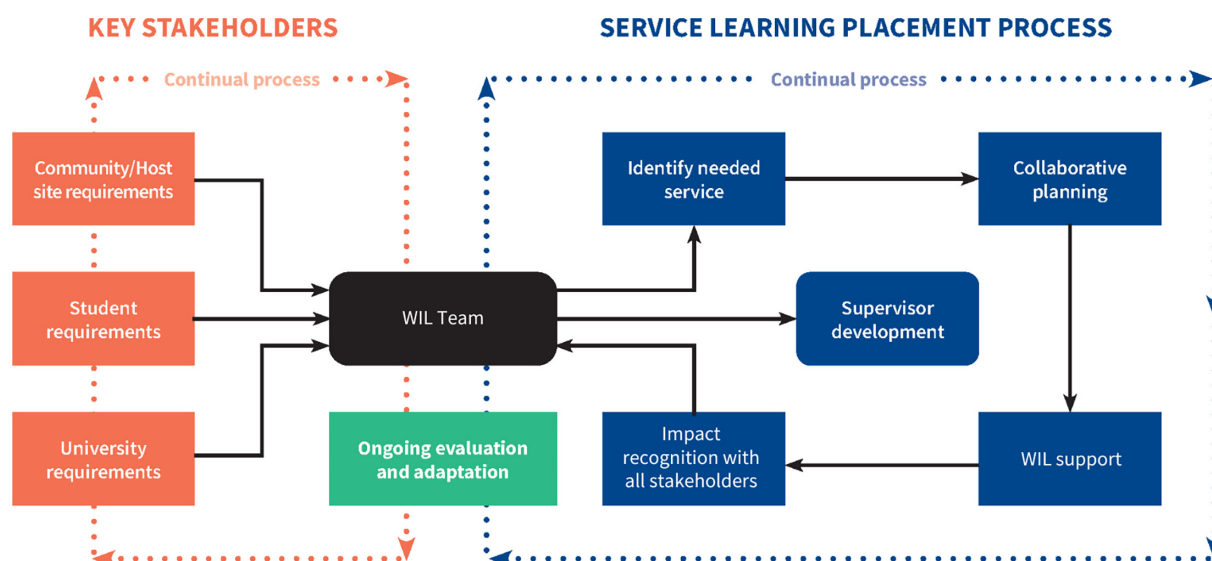 KEY STAKEHOLDERS
SERVICE LEARNING PLACEMENT PROCESS
Continual process
Continual process
Community/Host
site requirements
Identify needed
service
Collaborative
planning
Student
requirements
WIL Team
Supervisor
development
University
requirements
Ongoing evaluation
and adaptation
Impact
recognition with
all stakeholders
WIL support